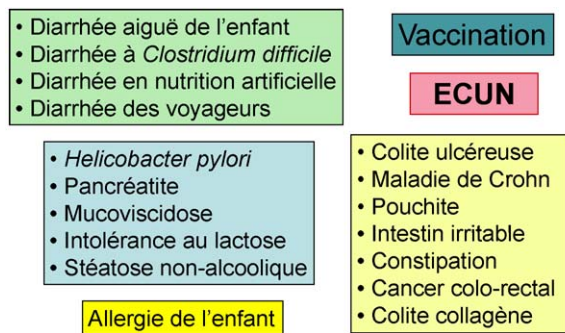 • Diarrhée aiguë de l’enfant
• Diarrhée à Clostridium difficile
• Diarrhée en nutrition artificielle
• Diarrhée des voyageurs
Vaccination
ECUN
• Helicobacter pylori
• Pancréatite
• Mucoviscidose
• Intolérance au lactose
• Stéatose non-alcoolique
• Colite ulcéreuse
• Maladie de Crohn
• Pouchite
• Intestin irritable
• Constipation
• Cancer colo-rectal
• Colite collagène
Allergie de l’enfant